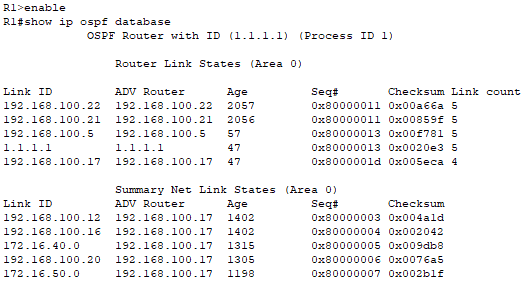 R1>enable
R1#show ip ospf database
OSPF Router with ID (1.1.1.1) (Process ID 1)
Router Link States (Area 0)
Link ID ADV Router Age Seq# Checksum Link count
192.168.100.22 192.168.100.22 2057 0x80000011 0x00a66a 5
192.168.100.21 192.168.100.21 2056 0x80000011 0x00859f 5
192.168.100.5 192.168.100.5 57 0x80000013 0x00f781 5
1.1.1.1 1.1.1.1 47 0x80000013 0x0020e3 5
192.168.100.17 192.168.100.17 47 0x8000001d 0x005eca 4
Summary Net Link States (Area 0)
Link ID ADV Router Age Seq# Checksum
192.168.100.12 192.168.100.17 1402 0x80000003 0x004a1d
192.168.100.16 192.168.100.17 1402 0x80000004 0x002042
172.16.40.0 192.168.100.17 1315 0x80000005 0x009db8
192.168.100.20 192.168.100.17 1305 0x80000006 0x0076a5
172.16.50.0 192.168.100.17 1198 0x80000007 0x002b1f